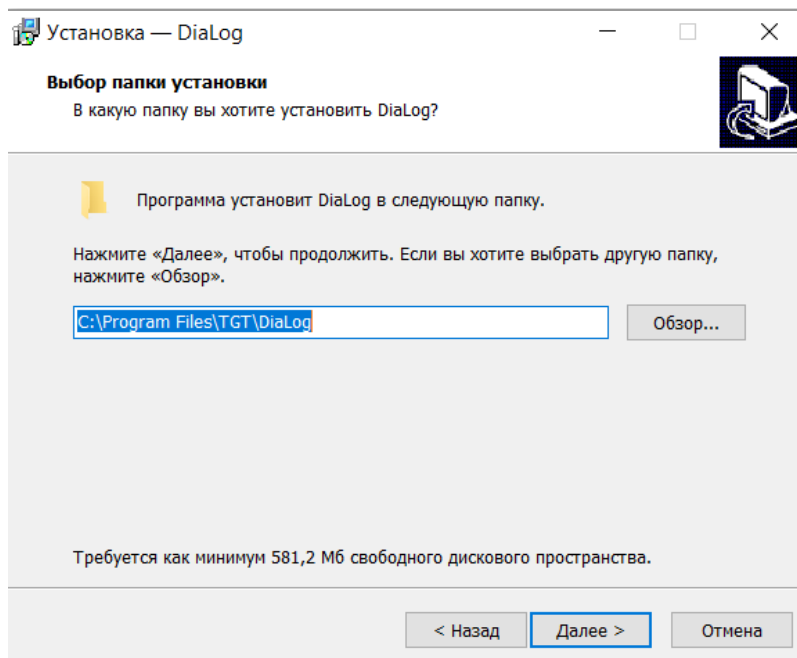 Установка — DiaLog
Выбор папки установки
В какую папку вы хотите установить DiaLog?
Программа установит DiaLog в следующую папку.
Нажмите «Далее», чтобы продолжить. Если вы хотите выбрать другую папку,
нажмите «Обзор».
C:\Program Files\TGT\DiaLog
Обзор...
Требуется как минимум 581,2 Мб свободного дискового пространства.
< Назад
Далее >
Отмена